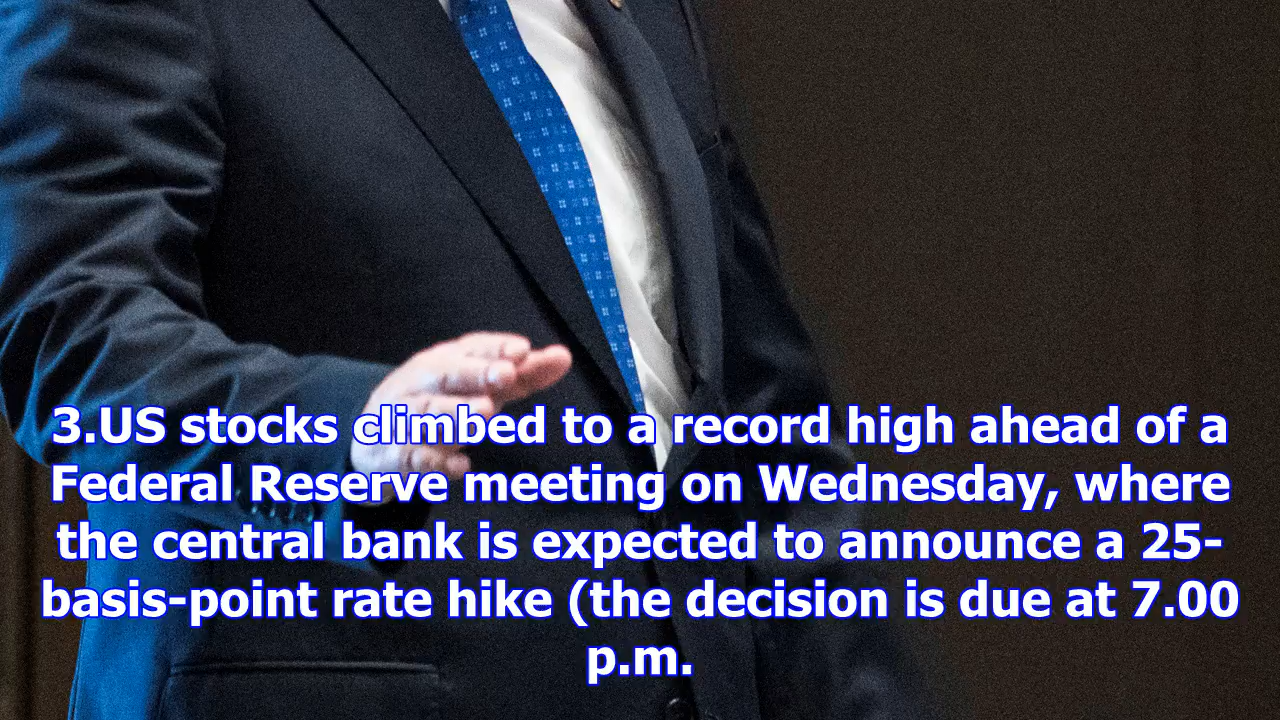 3.US stocks climbed to a record high ahead of a
Federal Reserve meeting on Wednesday, where
the central bank is expected to announce a 25-
basis-point rate hike (the decision is due at 7.00
p.m.